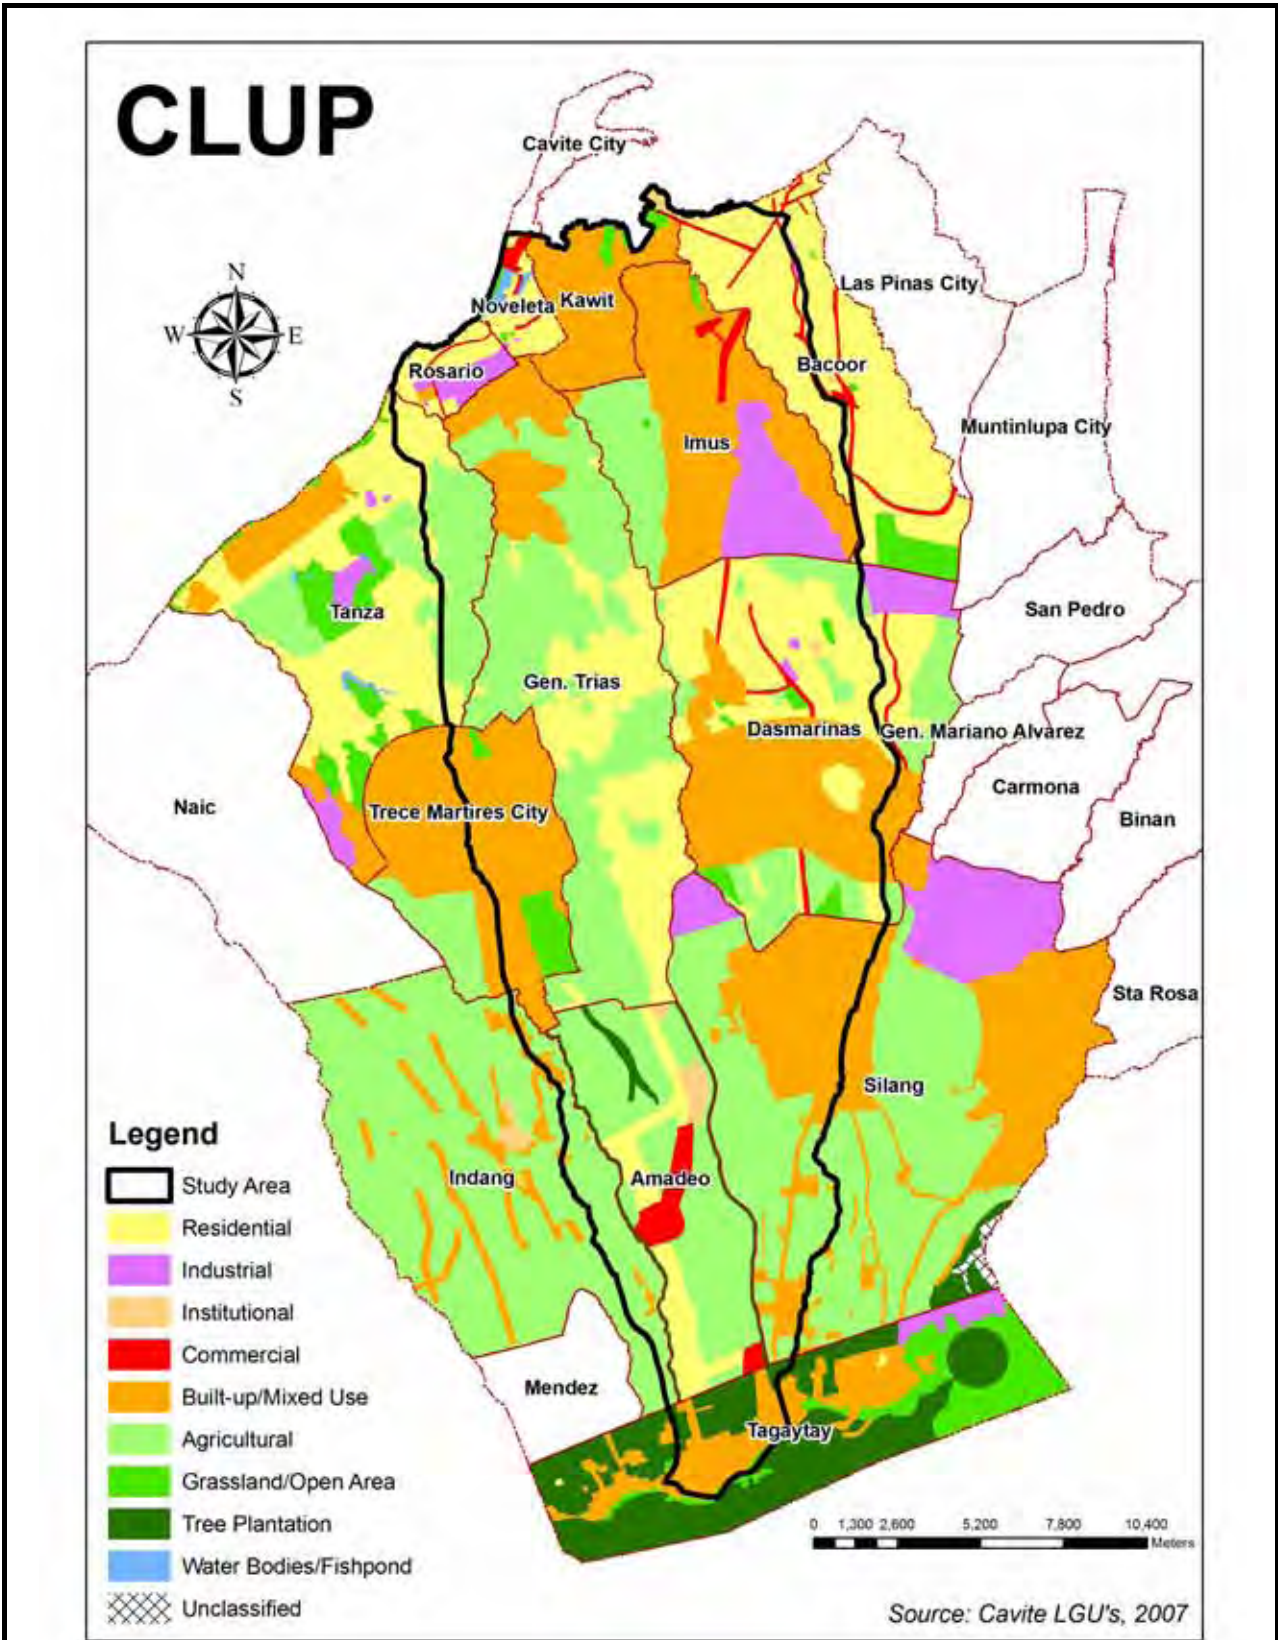 CLUP
Cavite City
N
W
E
S
Las Pinas City
Noveleta
Kawit
Rosario
Bacoor
Muntinlupa City
Imus
San Pedro
Tanza
Gen. Trias
Dasmarinas
Gen. Mariano Alvarez
Carmona
Naic
Trece Martires City
Binan
Sta Rosa
Silang
Indang
Amadeo
Mendez
Tagaytay
Legend
Study Area
Residential
Industrial
Institutional
Commercial
Built-up/Mixed Use
Agricultural
Grassland/Open Area
Tree Plantation
Water Bodies/Fishpond
Unclassified
0 1,300 2,600 5,200 7,800 10,400
Meters
Source: Cavite LGU's, 2007